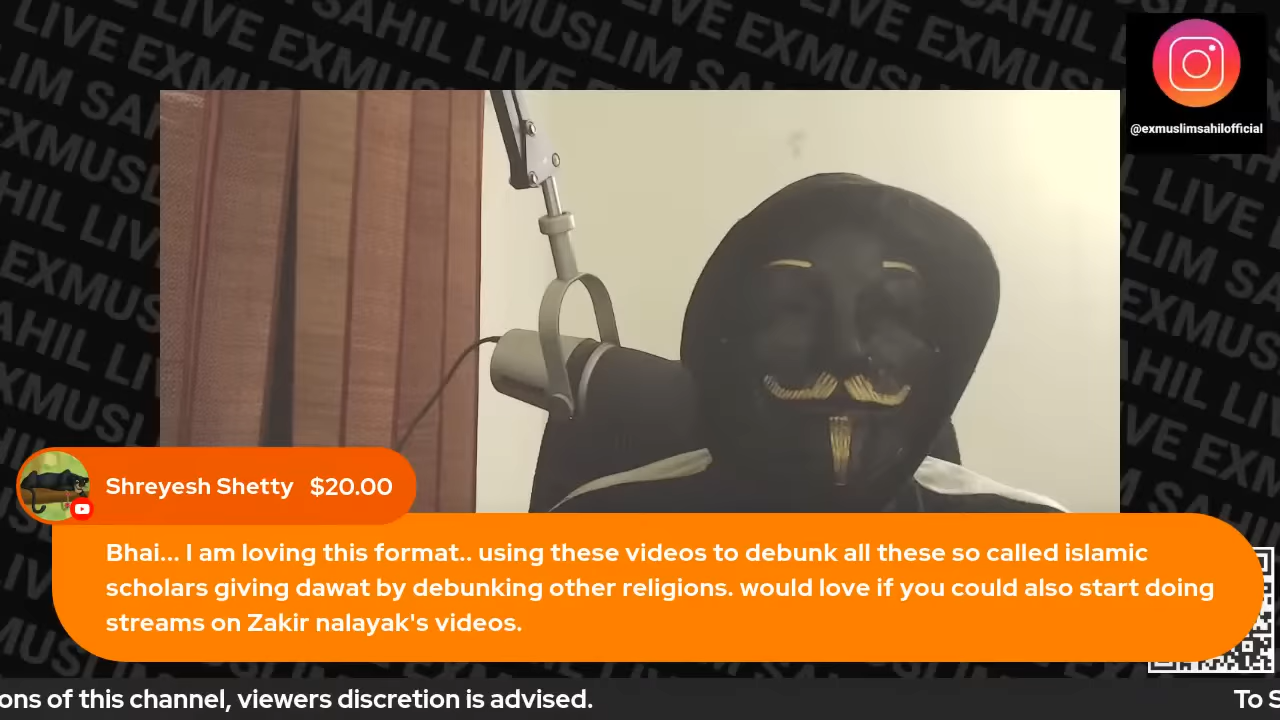 @exmuslimsahilofficial
Shreyesh Shetty $20.00
Bhai... I am loving this format.. using these videos to debunk all these so called islamic
scholars giving dawat by debunking other religions. would love if you could also start doing
streams on Zakir nalayak's videos.
ons of this channel, viewers discretion is advised.
To S